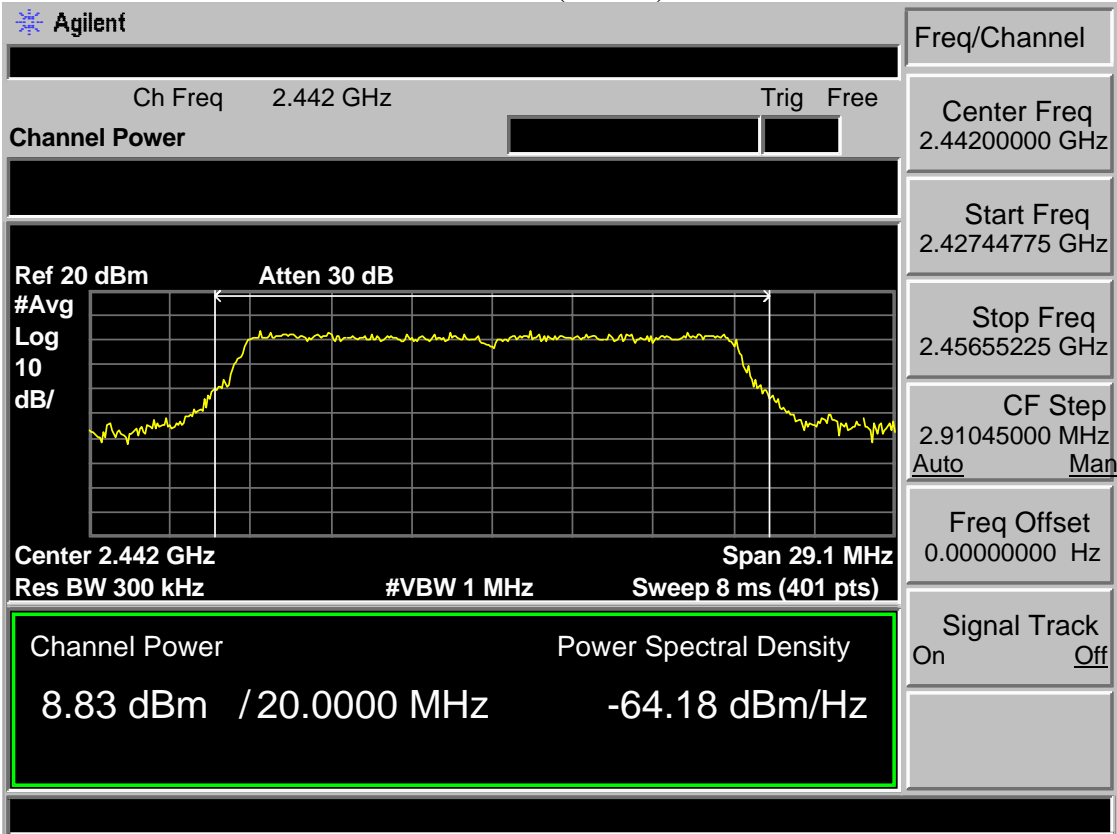 Agilent
Freq/Channel
Ch Freq 2.442 GHz Trig Free
Channel Power
Center Freq
2.44200000 GHz
Start Freq
2.42744775 GHz
Stop Freq
2.45655225 GHz
CF Step
2.91045000 MHz
Auto Man
Freq Offset
0.00000000 Hz
Signal Track
On Off
Ref 20 dBm Atten 30 dB
#Avg
Log
10
dB/
Center 2.442 GHz Span 29.1 MHz
Res BW 300 kHz #VBW 1 MHz Sweep 8 ms (401 pts)
Channel Power Power Spectral Density
8.83 dBm / 20.0000 MHz -64.18 dBm/Hz